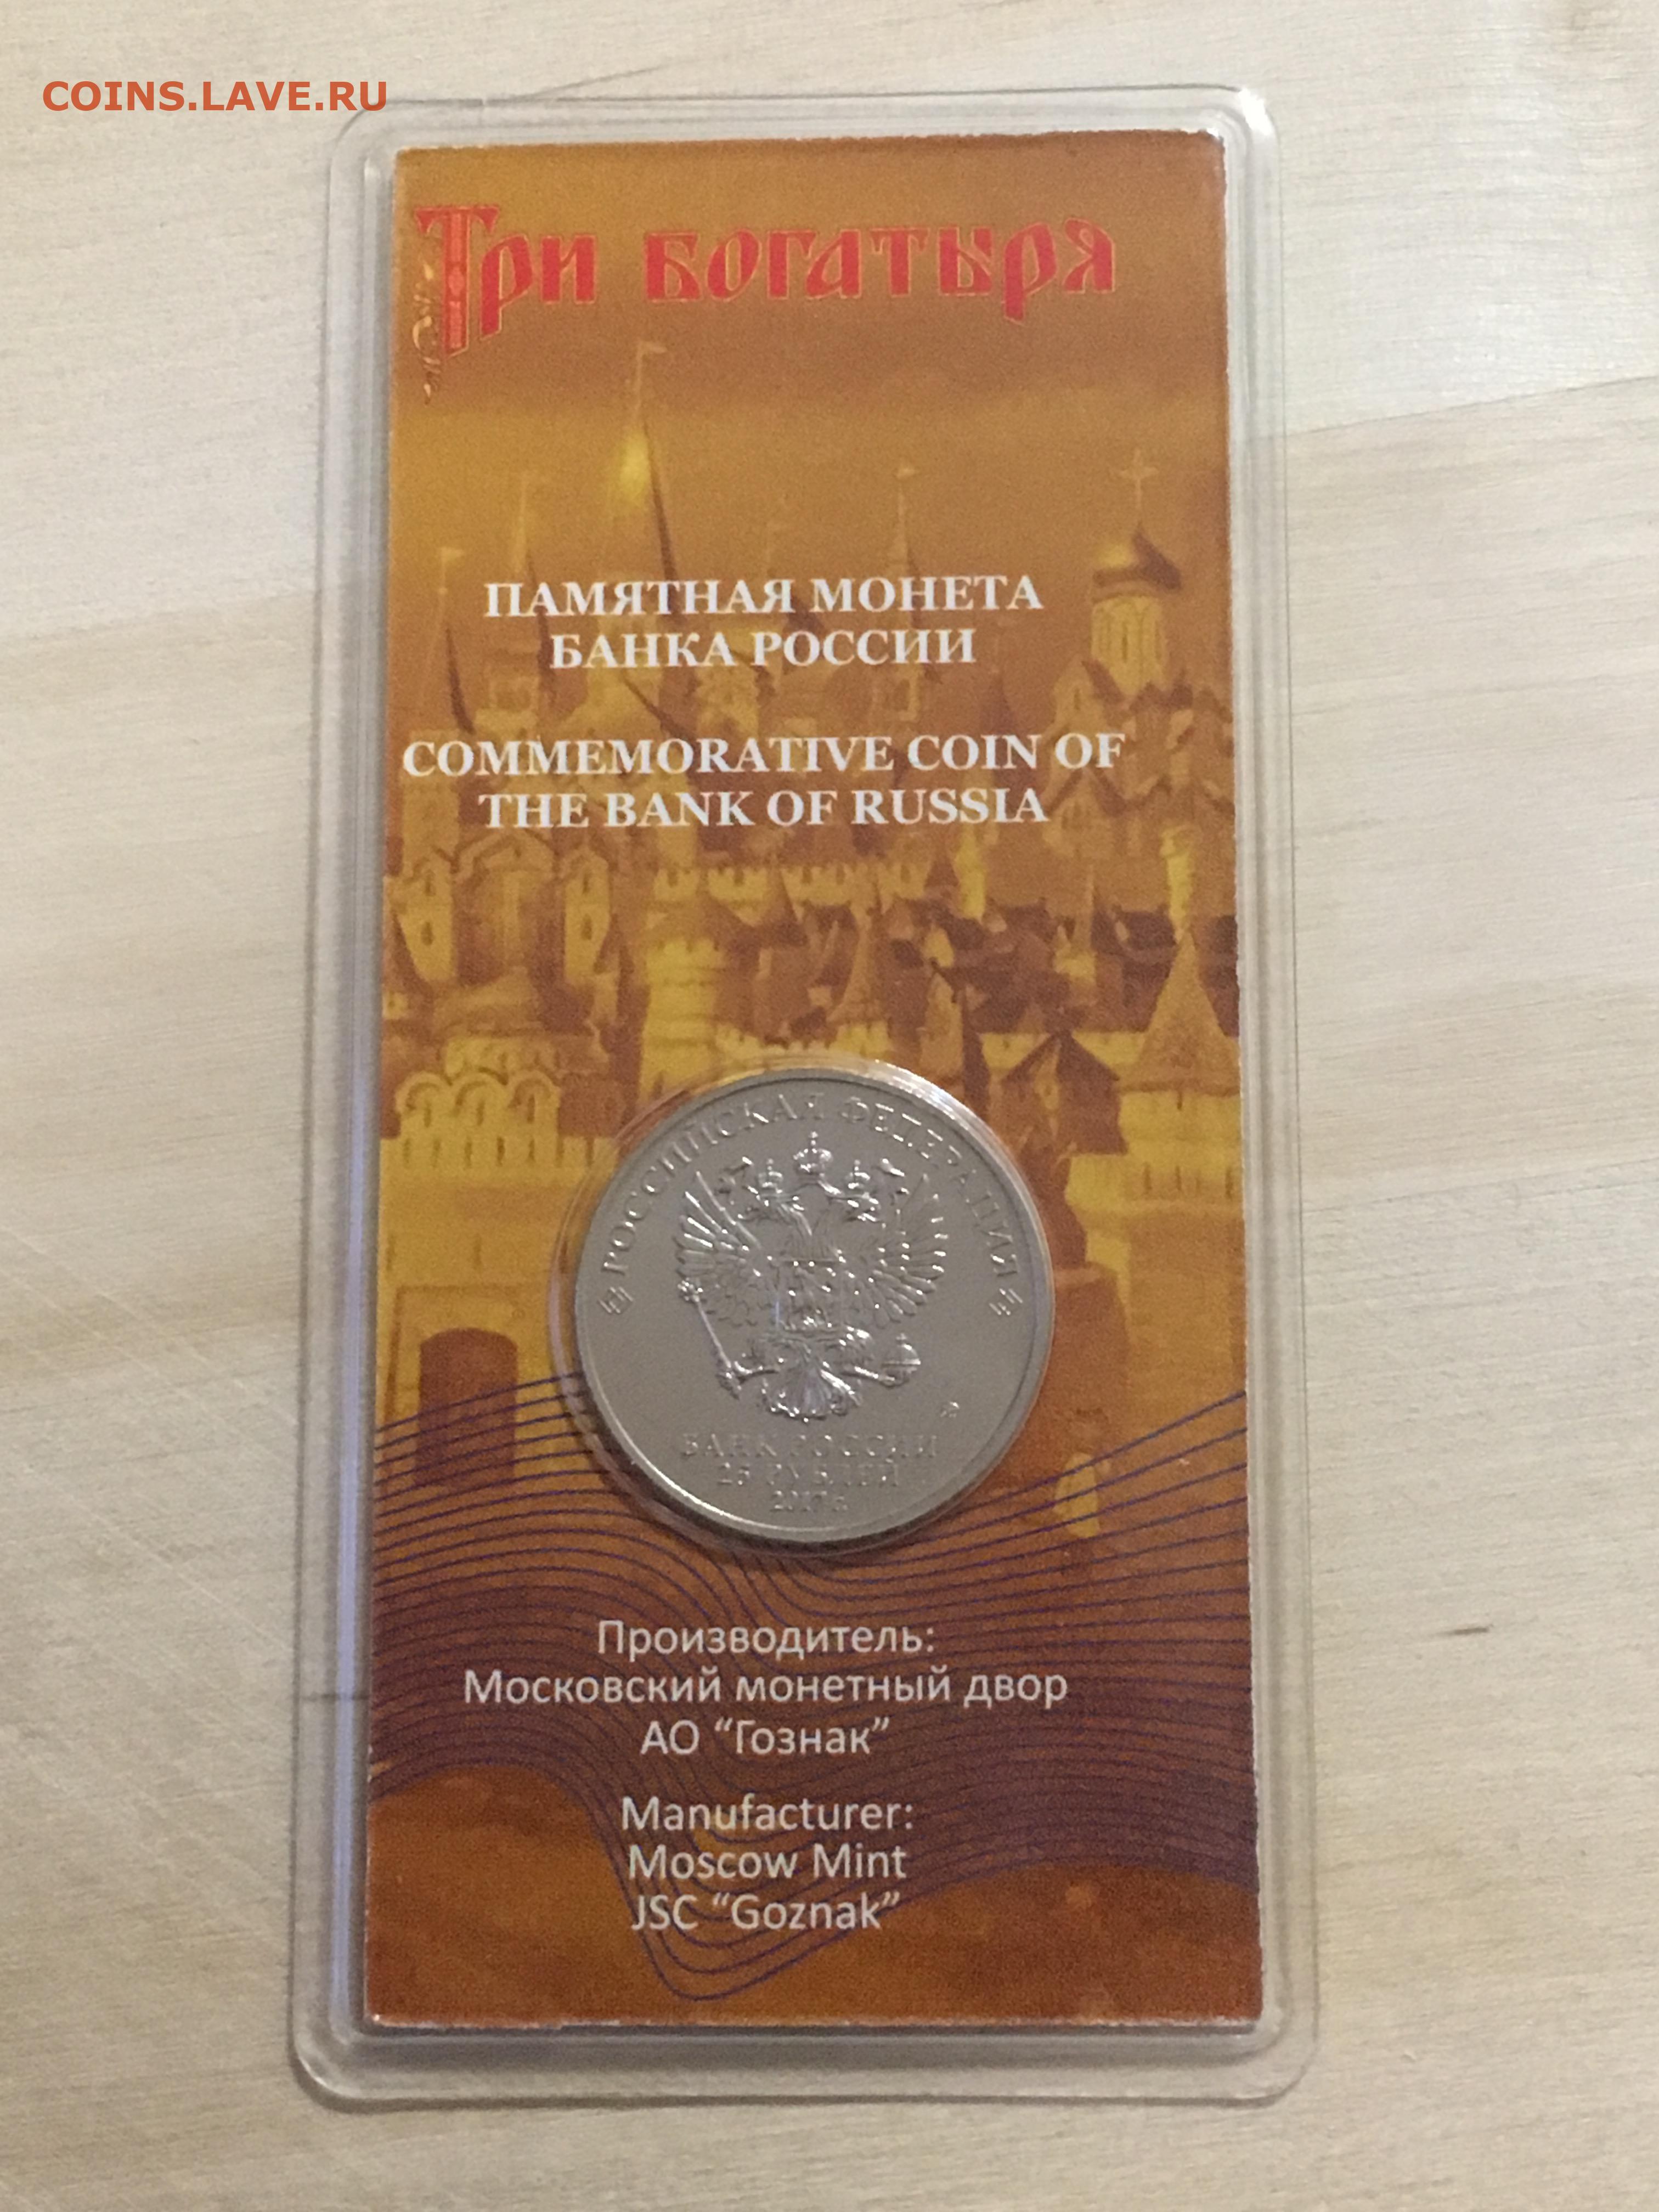 COINS.LAVE.RU
Три богатыря
ПАМЯТНАЯ МОНЕТА
БАНКА РОССИИ
COMMEMORATIVE COIN OF
THE BANK OF RUSSIA
РОССИЙСКАЯ ФЕДЕРАЦИЯ
БАНК РОССИИ
25 РУБЛЕЙ
2017 г.
Производитель:
Московский монетный двор
АО “Гознак”
Manufacturer:
Moscow Mint
JSC “Goznak”